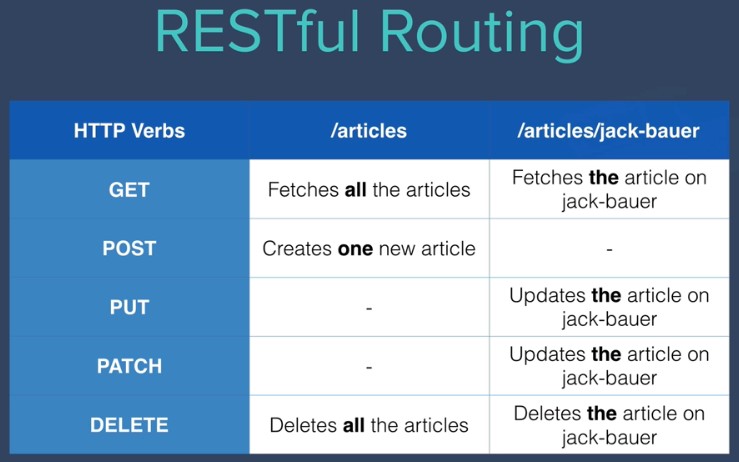 RESTful Routing
HTTP Verbs /articles /articles/jack-bauer
GET Fetches all the articles Fetches the article on
jack-bauer
POST Creates one new article -
PUT - Updates the article on
jack-bauer
PATCH - Updates the article on
jack-bauer
DELETE Deletes all the articles Deletes the article on
jack-bauer